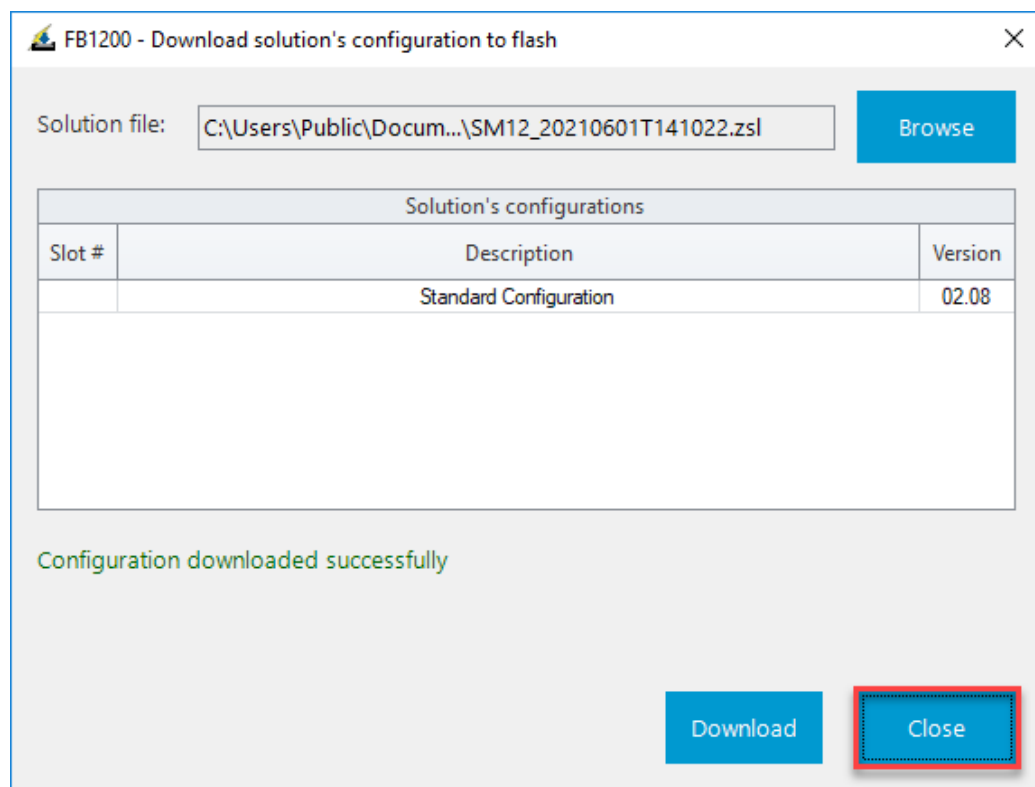 FB1200 - Download solution's configuration to flash
Solution file: C:\Users\Public\Docum...\SM12_20210601T141022.zsl Browse
Solution's configurations
Slot # Description Version
Standard Configuration 02.08
Configuration downloaded successfully
Download Close